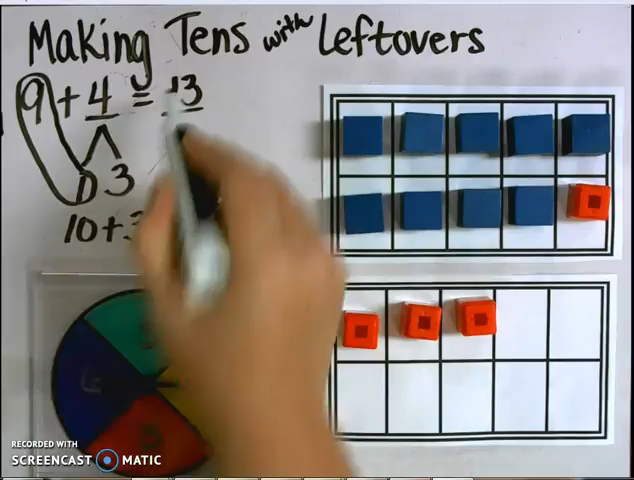 Making Tens with Leftovers
9 + 4 = 13
1 3
10+3
RECORDED WITH
SCREENCAST MATIC